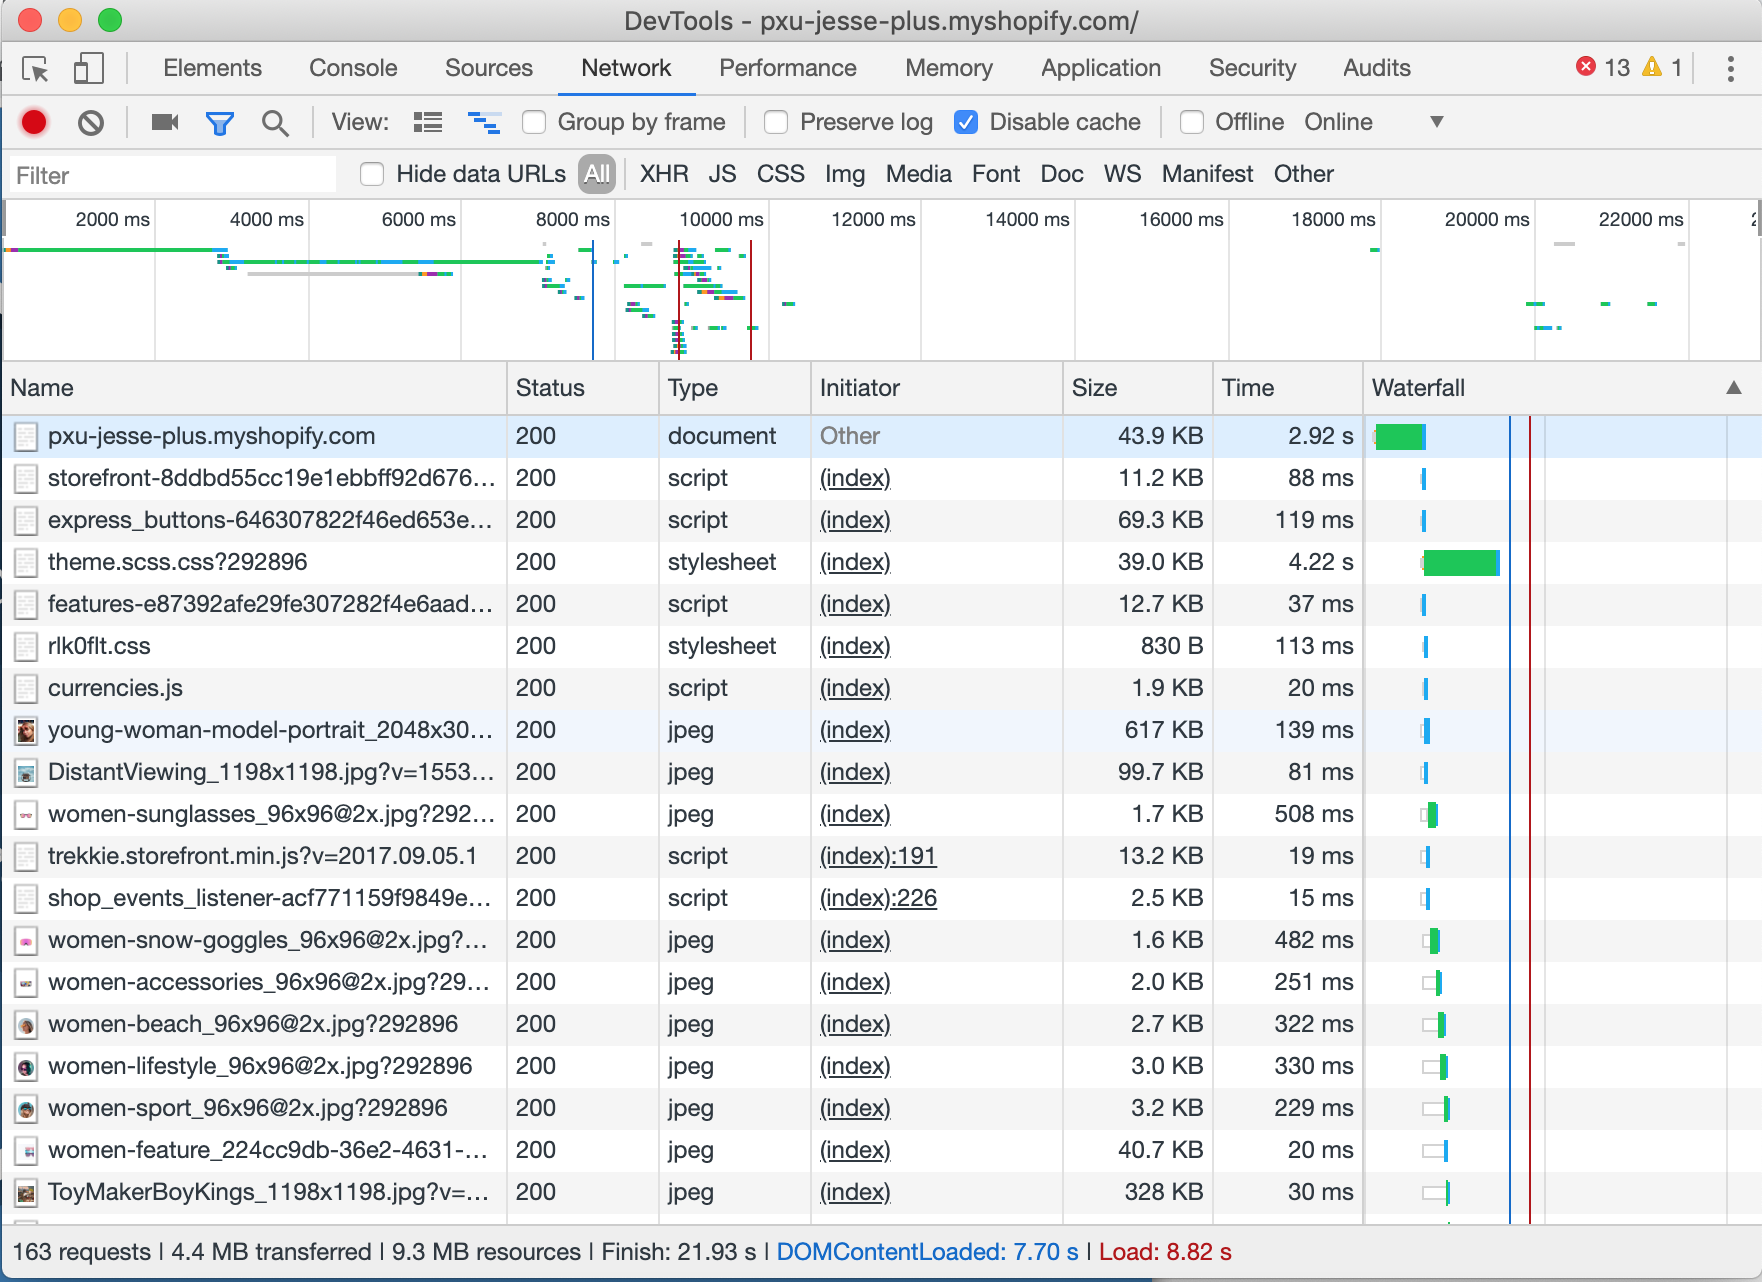 DevTools - pxu-jesse-plus.myshopify.com/
Elements Console Sources Network Performance Memory Application Security Audits 13 1
View: Group by frame Preserve log Disable cache Offline Online
Filter Hide data URLs All XHR JS CSS Img Media Font Doc WS Manifest Other
2000 ms 4000 ms 6000 ms 8000 ms 10000 ms 12000 ms 14000 ms 16000 ms 18000 ms 20000 ms 22000 ms
Name Status Type Initiator Size Time Waterfall
pxu-jesse-plus.myshopify.com 200 document Other 43.9 KB 2.92 s
storefront-8ddbd55cc19e1ebbff92d676... 200 script (index) 11.2 KB 88 ms
express_buttons-646307822f46ed653e... 200 script (index) 69.3 KB 119 ms
theme.scss.css?292896 200 stylesheet (index) 39.0 KB 4.22 s
features-e87392afe29fe307282f4e6aad... 200 script (index) 12.7 KB 37 ms
rlk0flt.css 200 stylesheet (index) 830 B 113 ms
currencies.js 200 script (index) 1.9 KB 20 ms
young-woman-model-portrait_2048x30... 200 jpeg (index) 617 KB 139 ms
DistantViewing_1198x1198.jpg?v=1553... 200 jpeg (index) 99.7 KB 81 ms
women-sunglasses_96x96@2x.jpg?292... 200 jpeg (index) 1.7 KB 508 ms
trekkie.storefront.min.js?v=2017.09.05.1 200 script (index):191 13.2 KB 19 ms
shop_events_listener-acf771159f9849e... 200 script (index):226 2.5 KB 15 ms
women-snow-goggles_96x96@2x.jpg?... 200 jpeg (index) 1.6 KB 482 ms
women-accessories_96x96@2x.jpg?29... 200 jpeg (index) 2.0 KB 251 ms
women-beach_96x96@2x.jpg?292896 200 jpeg (index) 2.7 KB 322 ms
women-lifestyle_96x96@2x.jpg?292896 200 jpeg (index) 3.0 KB 330 ms
women-sport_96x96@2x.jpg?292896 200 jpeg (index) 3.2 KB 229 ms
women-feature_224cc9db-36e2-4631-... 200 jpeg (index) 40.7 KB 20 ms
ToyMakerBoyKings_1198x1198.jpg?v=... 200 jpeg (index) 328 KB 30 ms
163 requests | 4.4 MB transferred | 9.3 MB resources | Finish: 21.93 s | DOMContentLoaded: 7.70 s | Load: 8.82 s